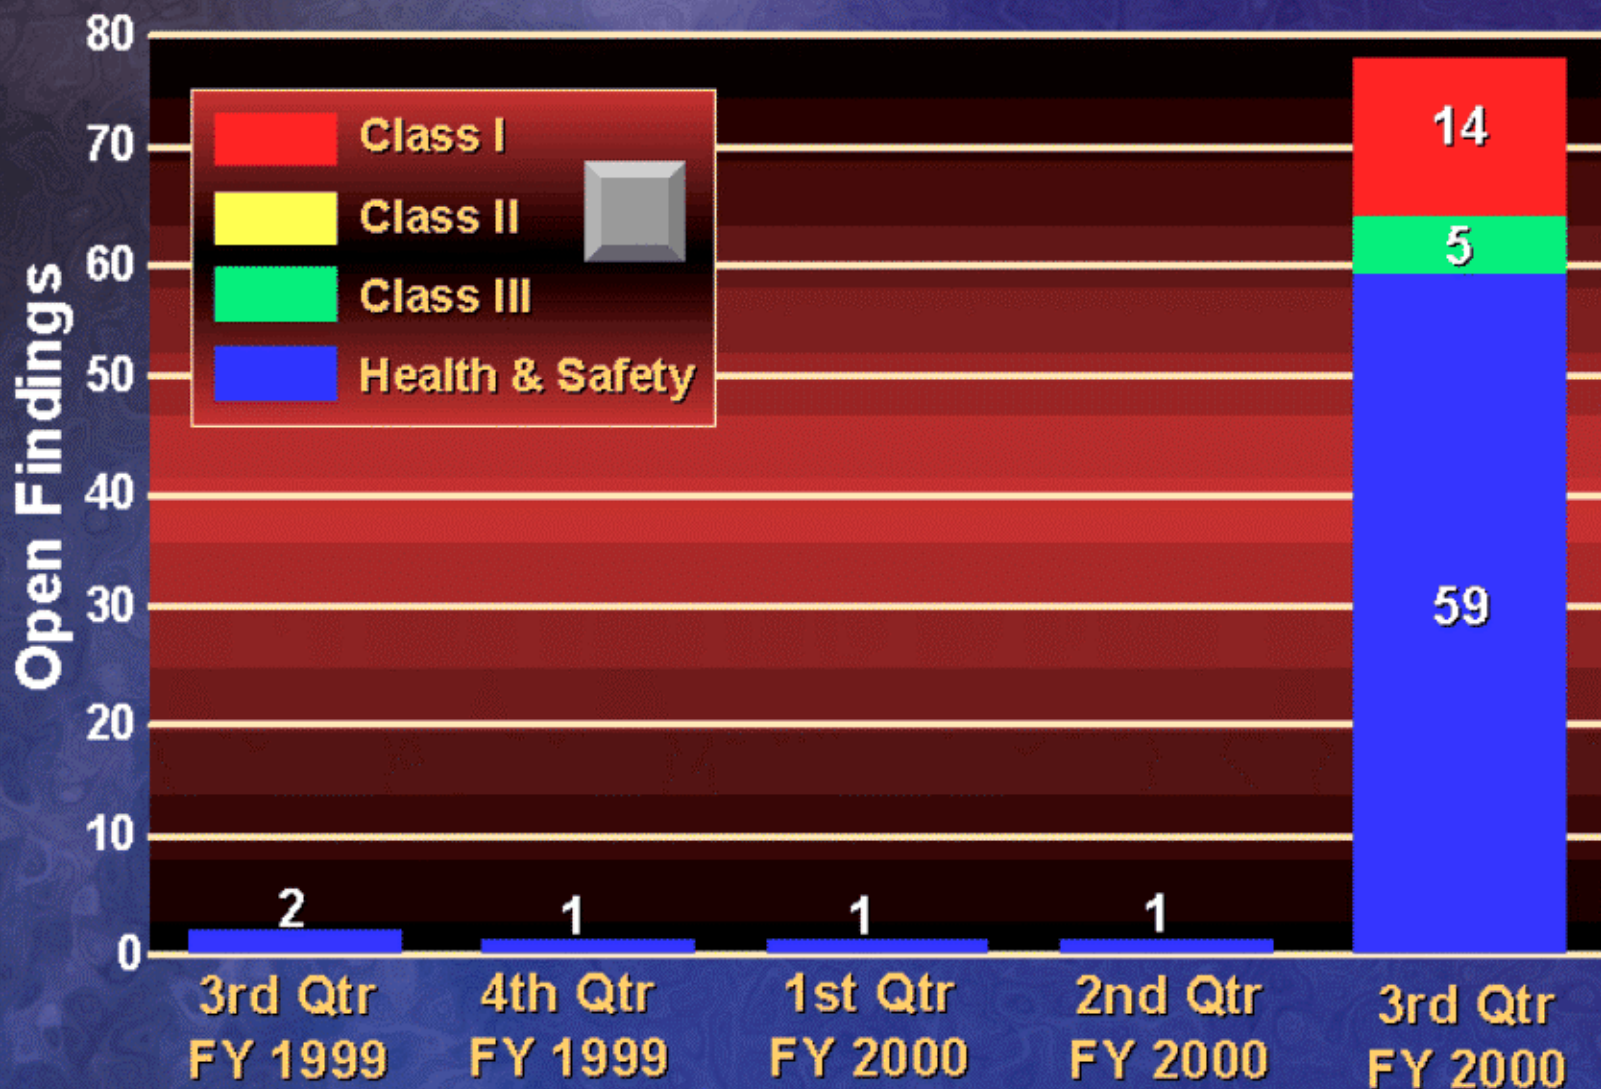 80
70
60
50
40
30
20
10
0
Open Findings
Class I
Class II
Class III
Health & Safety
14
5
59
2
1
1
1
3rd Qtr
FY 1999
4th Qtr
FY 1999
1st Qtr
FY 2000
2nd Qtr
FY 2000
3rd Qtr
FY 2000